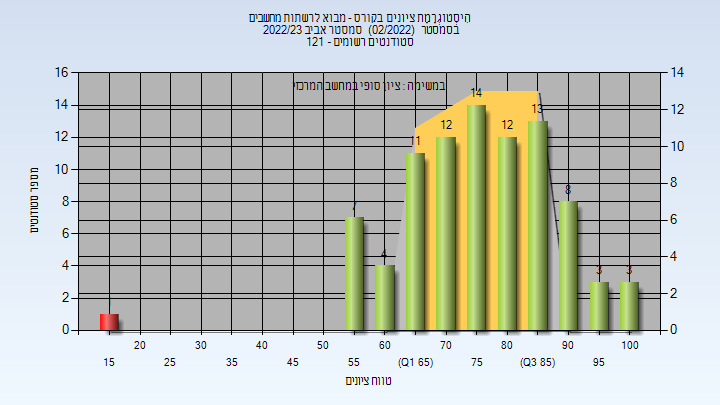 היסטוגרמת ציונים בקורס - מבוא לרשתות מחשבים
בסמסטר (02/2022) סמסטר אביב 2022/23
סטודנטים רשומים - 121
במשימה : ציון סופי במחשב המרכזי
מספר סטודנטים
16 14 12 10 8 6 4 2 0
14 12 10 8 6 4 2 0
4 11 12 14 12 13 8 3 3
20 30 40 50 60 70 80 90 100
15 25 35 45 55 (Q1 65) 75 (Q3 85) 95
טווח ציונים